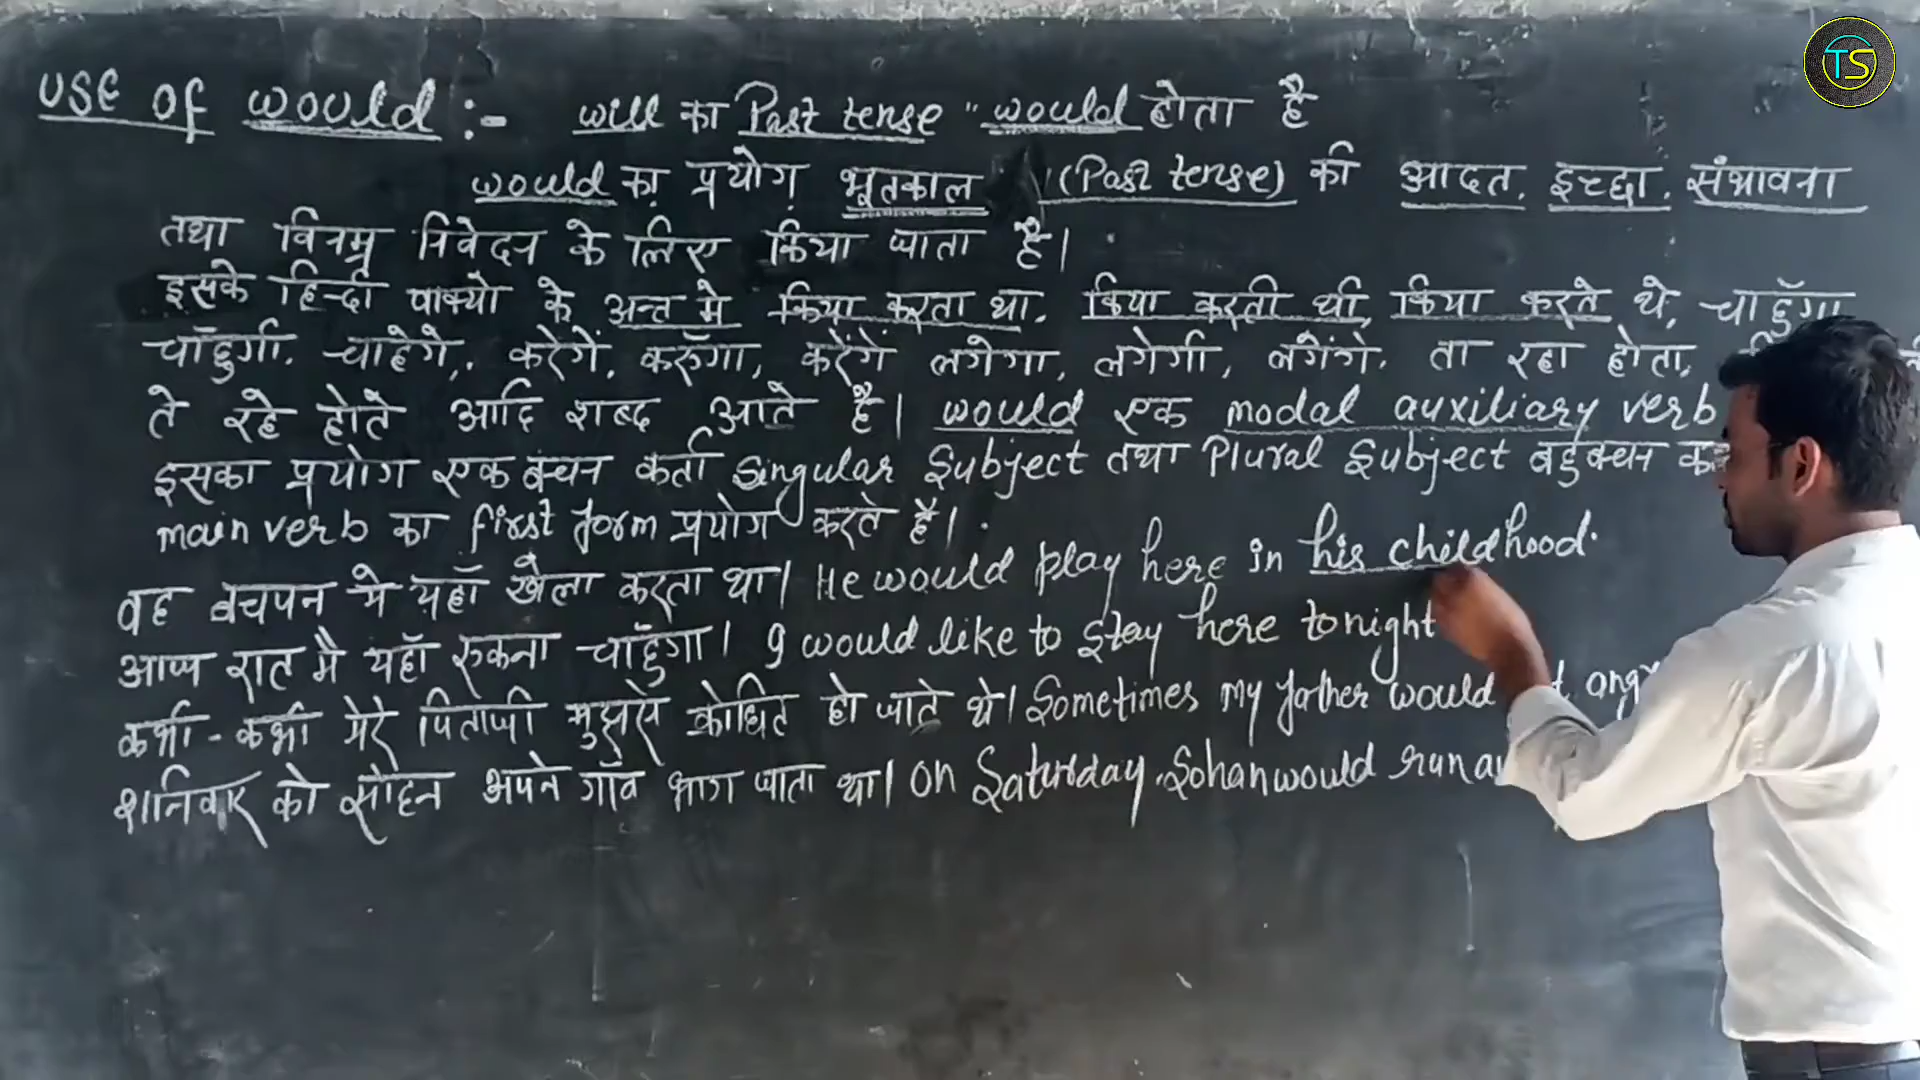 USE OF would :- will का Past tense "would होता है
would का प्रयोग भूतकाल (Past tense) की आदत, इच्छा, संभावना
तथा विनम्र निवेदन के लिए किया जाता है।
इसके हिन्दी वाक्यो के अन्त मे किया करता था, किया करती थी, किया करते थे, चाहुँगा
चाँहुगी, चाहेगे, करेगें, करुँगा, करेंगें लगेगा, लगेगी, लगेंगे, ता रहा होता,
ते रहे होते आदि शब्द आते है। would एक modal auxiliary verb
इसका प्रयोग एक बचन कर्ता Singular Subject तथा Plural Subject बहुबचन
main verb का first form प्रयोग करते है।
वह बचपन मे यहाँ खेला करता था। He would play here in his childhood.
आज रात मै यहाँ रुकना चाँहुगा। I would like to stay here tonight
कभी-कभी मेरे पिताजी मुझसे क्रोधित हो जाते थे। Sometimes my father would
शनिवार को सोहन अपने गाँव भाग जाता था। On Saturday, Sohan would run
TS